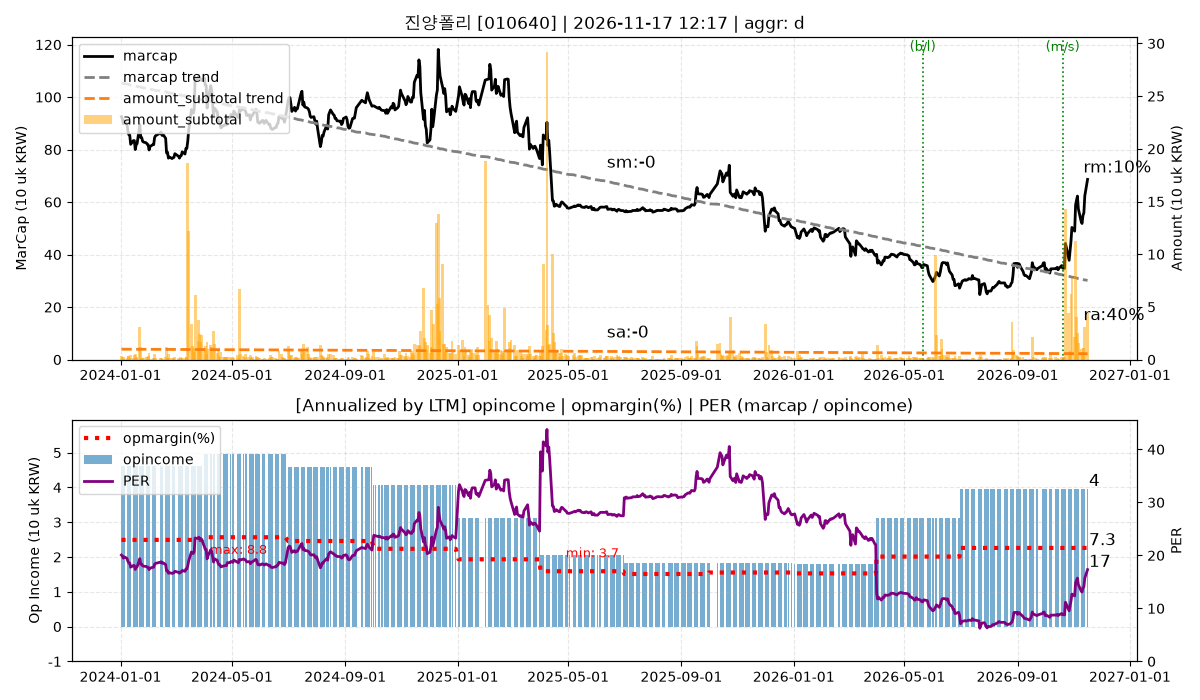 진양폴리 [010640] | 2026-11-17 12:17 | aggr: d
MarCap (10 uk KRW)
Amount (10 uk KRW)
120
100
80
60
40
20
0
30
25
20
15
10
5
0
marcap
marcap trend
amount_subtotal trend
amount_subtotal
(b/l)
(m/s)
sm:-0
sa:-0
rm:10%
ra:40%
2024-01-01 2024-05-01 2024-09-01 2025-01-01 2025-05-01 2025-09-01 2026-01-01 2026-05-01 2026-09-01 2027-01-01
[Annualized by LTM] opincome | opmargin(%) | PER (marcap / opincome)
Op Income (10 uk KRW)
PER
5
4
3
2
1
0
-1
40
30
20
10
0
opmargin(%)
opincome
PER
max: 8.8
min: 3.7
4
7.3
17
2024-01-01 2024-05-01 2024-09-01 2025-01-01 2025-05-01 2025-09-01 2026-01-01 2026-05-01 2026-09-01 2027-01-01